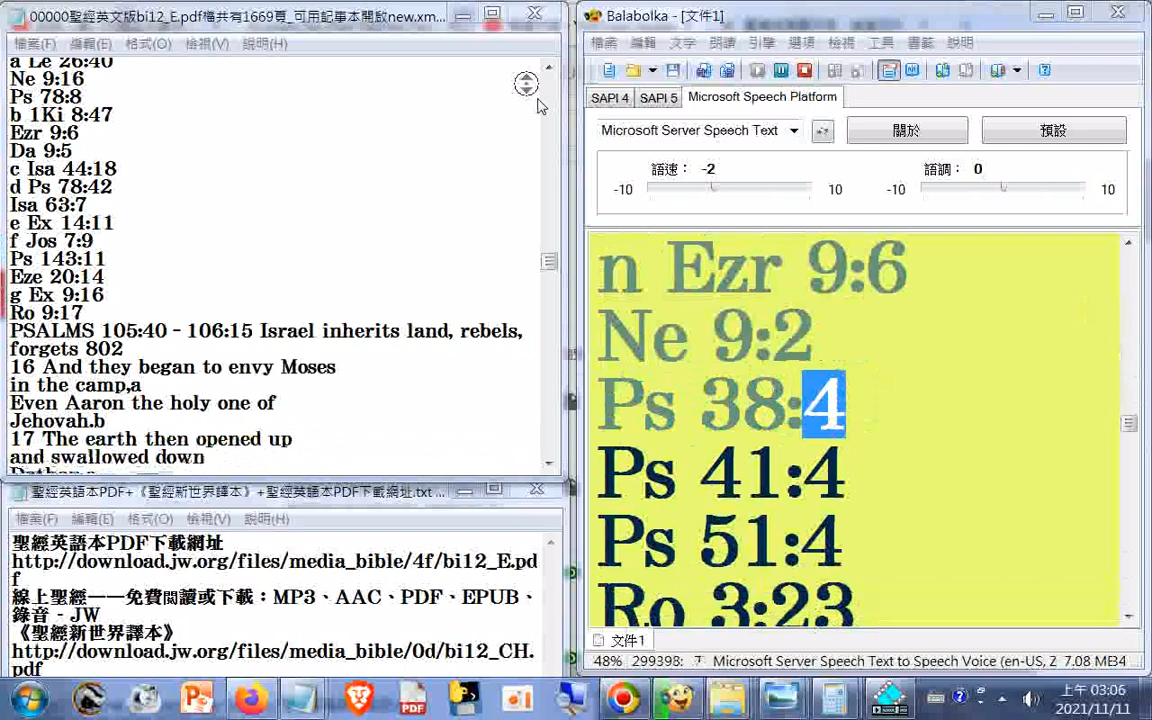 00000聖經英文版bi12_E.pdf檔共有1669頁_可用記事本開啟new.xm...
檔案(F) 編輯(E) 格式(O) 檢視(V) 說明(H)
a Le 26:40
Ne 9:16
Ps 78:8
b 1Ki 8:47
Ezr 9:6
Da 9:5
c Isa 44:18
d Ps 78:42
Isa 63:7
e Ex 14:11
f Jos 7:9
Ps 143:11
Eze 20:14
g Ex 9:16
Ro 9:17
PSALMS 105:40 - 106:15 Israel inherits land, rebels,
forgets 802
16 And they began to envy Moses
in the camp,a
Even Aaron the holy one of
Jehovah.b
17 The earth then opened up
and swallowed down
聖經英語本PDF+《聖經新世界譯本》+聖經英語本PDF下載網址.txt ...
檔案(F) 編輯(E) 格式(O) 檢視(V) 說明(H)
聖經英語本PDF下載網址
http://download.jw.org/files/media_bible/4f/bi12_E.pd
f
線上聖經——免費閱讀或下載：MP3、AAC、PDF、EPUB、
錄音 - JW
《聖經新世界譯本》
http://download.jw.org/files/media_bible/0d/bi12_CH.
pdf
Balabolka - [文件1]
檔案 編輯 文字 朗讀 引擎 選項 檢視 工具 書籤 說明
SAPI 4 SAPI 5 Microsoft Speech Platform
Microsoft Server Speech Text 關於 預設
語速： -2 語調： 0
-10 10 -10 10
n Ezr 9:6
Ne 9:2
Ps 38:4
Ps 41:4
Ps 51:4
Ro 3:23
文件1
48% 299398: Microsoft Server Speech Text to Speech Voice (en-US, Z 7.08 MB34
PDF
上午 03:06
2021/11/11